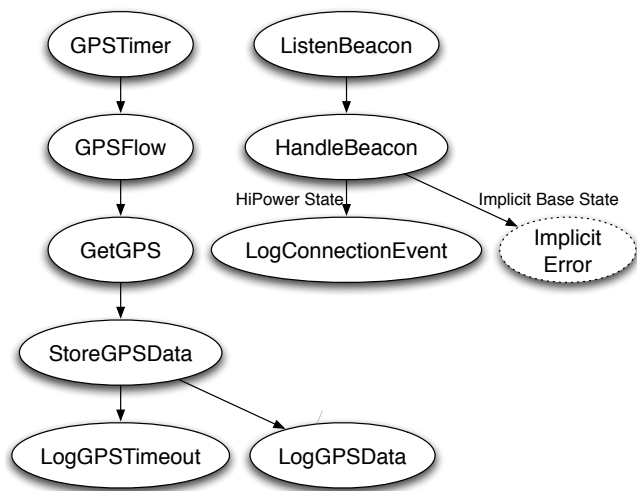 GPSTimer
ListenBeacon
GPSFlow
HandleBeacon
HiPower State
Implicit Base State
GetGPS
LogConnectionEvent
Implicit
Error
StoreGPSData
LogGPSTimeout
LogGPSData